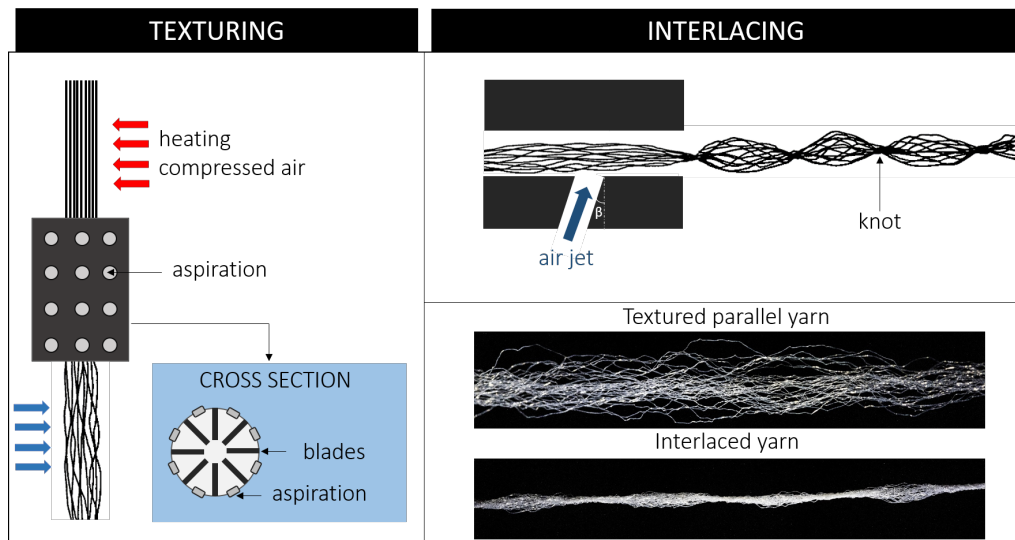 TEXTURING
heating
compressed air
aspiration
CROSS SECTION
blades
aspiration
INTERLACING
β
air jet
knot
Textured parallel yarn
Interlaced yarn